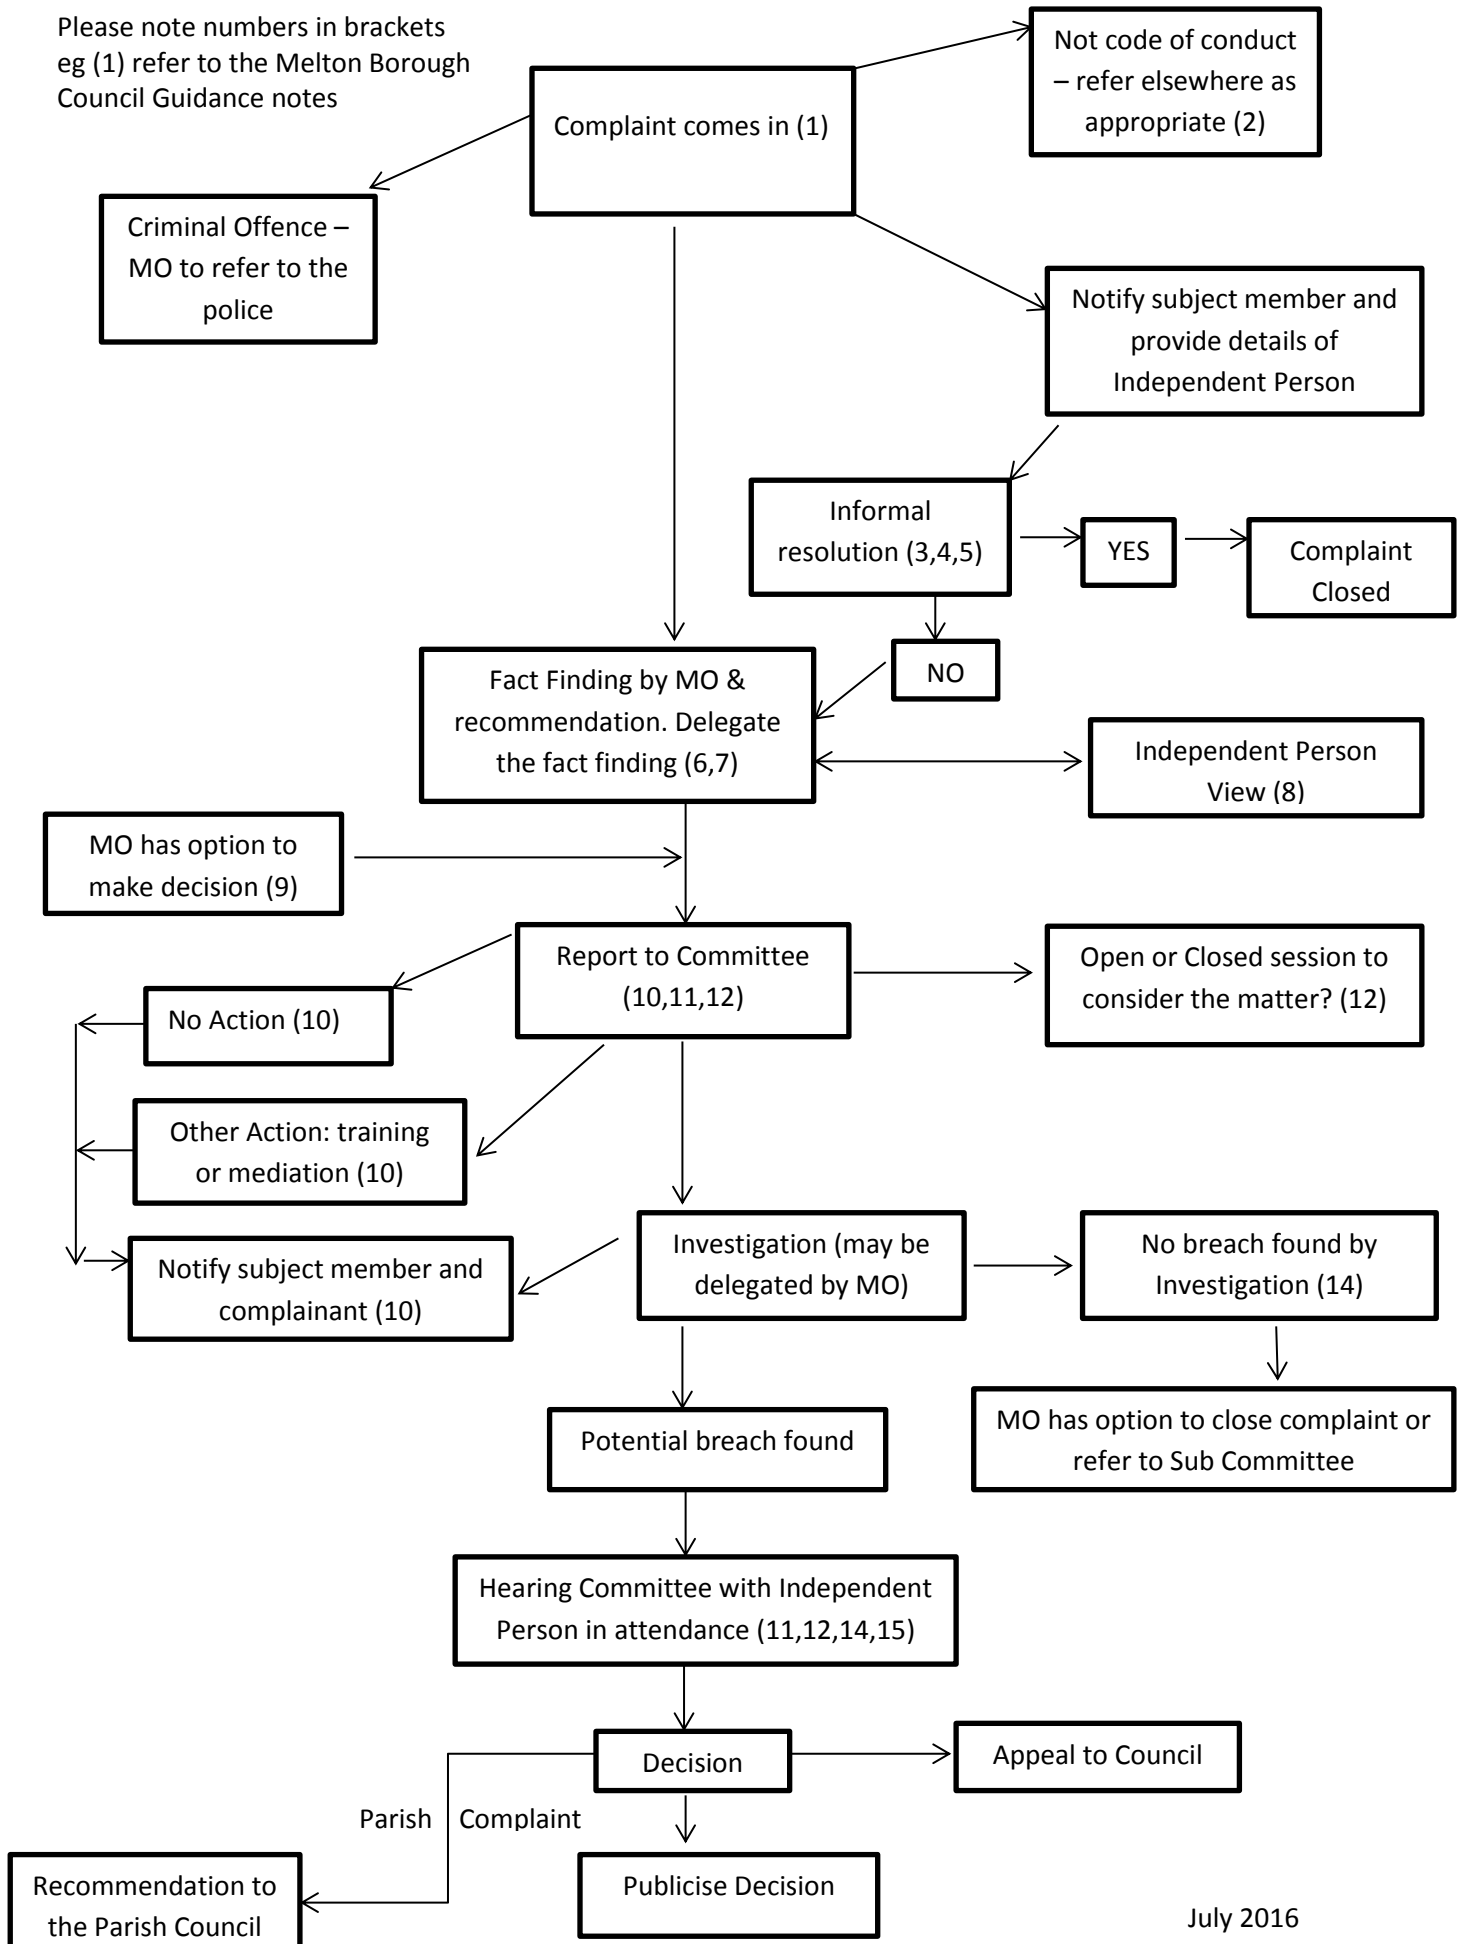 Please note numbers in brackets
eg (1) refer to the Melton Borough
Council Guidance notes
Not code of conduct
– refer elsewhere as
appropriate (2)
Complaint comes in (1)
Criminal Offence –
MO to refer to the
police
Notify subject member and
provide details of
Independent Person
Informal
resolution (3,4,5)
YES
Complaint
Closed
NO
Fact Finding by MO &
recommendation. Delegate
the fact finding (6,7)
Independent Person
View (8)
MO has option to
make decision (9)
Report to Committee
(10,11,12)
Open or Closed session to
consider the matter? (12)
No Action (10)
Other Action: training
or mediation (10)
Notify subject member and
complainant (10)
Investigation (may be
delegated by MO)
No breach found by
Investigation (14)
MO has option to close complaint or
refer to Sub Committee
Potential breach found
Hearing Committee with Independent
Person in attendance (11,12,14,15)
Decision
Appeal to Council
Parish Complaint
Recommendation to
the Parish Council
Publicise Decision
July 2016